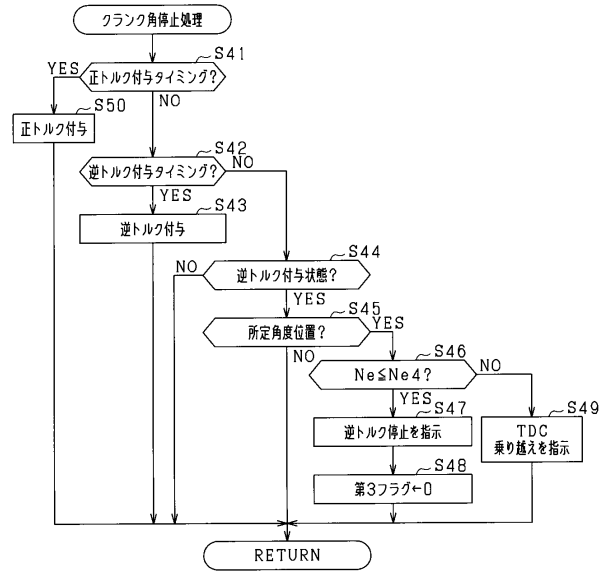 クランク角停止処理
S41
正トルク付与タイミング?
YES
NO
S50
正トルク付与
S42
逆トルク付与タイミング?
NO
YES
S43
逆トルク付与
S44
逆トルク付与状態?
NO
YES
S45
所定角度位置?
YES
NO
S46
Ne≦Ne4?
NO
YES
S47
逆トルク停止を指示
S49
TDC
乗り越えを指示
S48
第3フラグ←0
RETURN